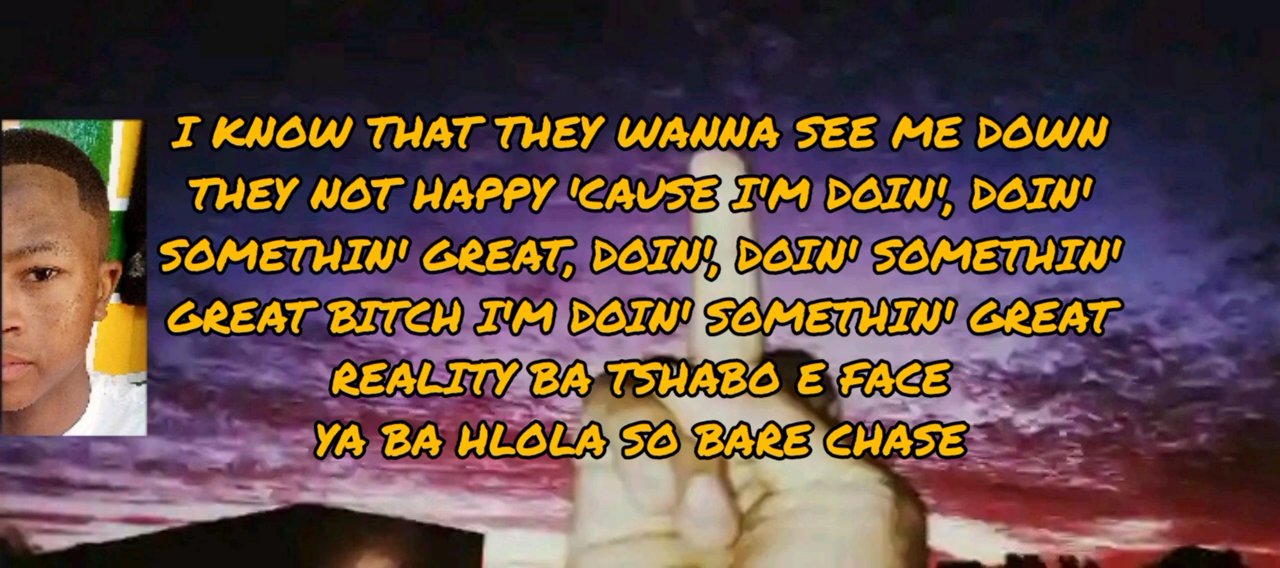 I KNOW THAT THEY WANNA SEE ME DOWN
THEY NOT HAPPY 'CAUSE I'M DOIN', DOIN'
SOMETHIN' GREAT, DOIN', DOIN' SOMETHIN'
GREAT BITCH I'M DOIN' SOMETHIN' GREAT
REALITY BA TSHABO E FACE
YA BA HLOLA SO BARE CHASE